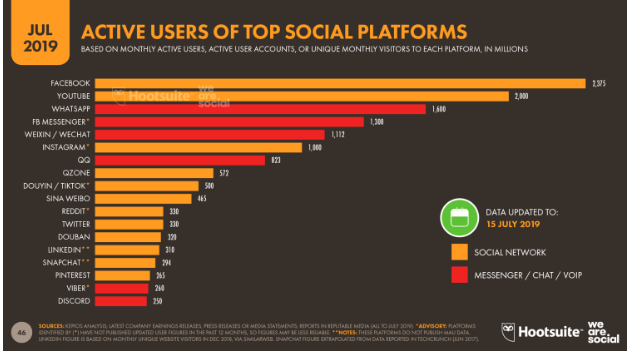 JUL
2019
ACTIVE USERS OF TOP SOCIAL PLATFORMS
BASED ON MONTHLY ACTIVE USERS, ACTIVE USER ACCOUNTS, OR UNIQUE MONTHLY VISITORS TO EACH PLATFORM, IN MILLIONS
FACEBOOK 2,375
YOUTUBE 2,000
Hootsuite we are. social
WHATSAPP 1,600
FB MESSENGER* 1,300
WEIXIN / WECHAT 1,112
INSTAGRAM* 1,000
QQ 823
QZONE 572
DOUYIN / TIKTOK* 500
SINA WEIBO 465
REDDIT* 330
TWITTER 330
DOUBAN 320
LINKEDIN** 310
SNAPCHAT** 294
PINTEREST 265
VIBER* 260
DISCORD 250
DATA UPDATED TO:
15 JULY 2019
SOCIAL NETWORK
MESSENGER / CHAT / VOIP
46
SOURCES: KEPIOS ANALYSIS; LATEST COMPANY EARNINGS RELEASES, PRESS RELEASES OR MEDIA STATEMENTS; REPORTS IN REPUTABLE MEDIA (ALL TO JULY 2019). *ADVISORY: PLATFORMS
IDENTIFIED BY (*) HAVE NOT PUBLISHED UPDATED USER FIGURES IN THE PAST 12 MONTHS, SO FIGURES MAY BE LESS RELIABLE. **NOTES: THESE PLATFORMS DO NOT PUBLISH MAU DATA.
LINKEDIN FIGURE IS BASED ON MONTHLY UNIQUE WEBSITE VISITORS IN DEC 2018, VIA SIMILARWEB. SNAPCHAT FIGURE EXTRAPOLATED FROM DATA REPORTED IN TECHCRUNCH (JUN 2017).
Hootsuite
we
are.
social